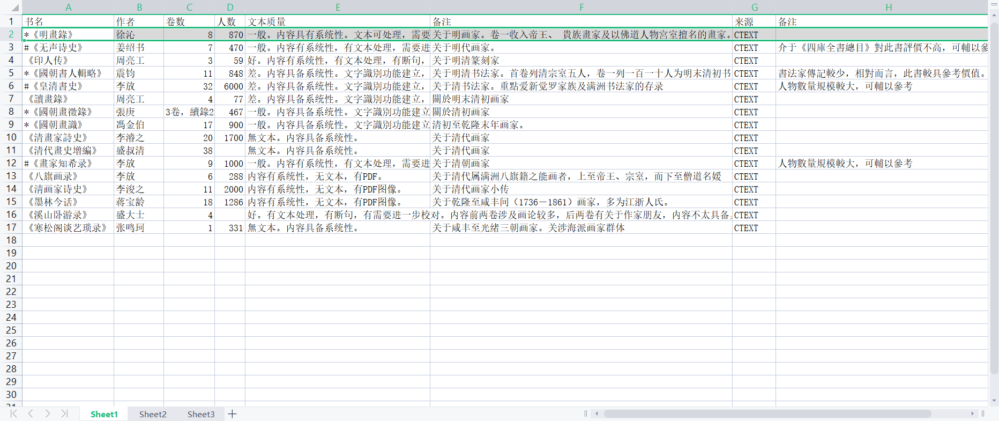 A B C D E F G H
1 书名 作者 卷数 人数 文本质量 备注 来源 备注
2 *《明畫錄》 徐沁 8 870 一般。内容具有系统性。文本可处理，需要 关于明画家。卷一收入帝王、 貴族畫家及以佛道人物宫室擅名的畫家。 CTEXT
3 #《无声诗史》 姜绍书 7 470 一般。内容有系统性，有文本处理，需要进 关于明代画家。 CTEXT 介于《四庫全書總目》對此書評價不高，可輔以參
4 《印人传》 周亮工 3 59 好。内容有系统性，有文本处理，有断句， 关于明清篆刻家 CTEXT
5 *《國朝書人輯略》 震钧 11 848 差。内容具备系统性。文字識別功能建立， 关于明清书法家。首卷列清宗室五人，卷一列一百一十人为明末清初书 CTEXT 書法家傳記較少，相對而言，此書較具參考價值。
6 #《皇清書史》 李放 32 6000 差。内容具备系统性。文字識別功能建立， 关于清书法家。重點爱新觉罗家族及满洲书法家的存录 CTEXT 人物數量規模較大，可輔以參考
7 《讀畫錄》 周亮工 4 77 差。内容具备系统性。文字識別功能建立， 關於明末清初画家 CTEXT
8 *《國朝畫徵錄》 張庚 3卷，續錄2 467 一般。内容具备系统性。文字識別功能建立 關於清初画家 CTEXT
9 *《國朝畫識》 馮金伯 17 900 一般。内容具备系统性。文字識別功能建立 清初至乾隆末年画家。 CTEXT
10 《清畫家詩史》 李濬之 20 1700 無文本。内容具备系统性。 关于清代画家 CTEXT
11 《清代畫史增編》 盛叔清 38 無文本。内容具备系统性。 关于清代画家 CTEXT
12 #《畫家知希录》 李放 9 1000 一般。内容有系统性，有文本处理，需要进 关于清朝画家 CTEXT 人物數量規模較大，可輔以參考
13 《八旗画录》 李放 6 288 内容有系统性，无文本，有PDF。 关于清代属满洲八旗籍之能画者，上至帝王、宗室，而下至僧道名媛 CTEXT
14 《清画家诗史》 李浚之 11 2000 内容有系统性，无文本，有PDF图像。 关于清代画家小传 CTEXT
15 《墨林今话》 蒋宝龄 18 1286 内容有系统性，无文本，有PDF图像。 关于乾隆至咸丰间（1736－1861）画家，多为江浙人氏。 CTEXT
16 《溪山卧游录》 盛大士 4 好。有文本处理，有断句，有需要进一步校对。内容前两卷涉及画论较多，后两卷有关于作家朋友，内容不太具备 CTEXT
17 《寒松阁谈艺琐录》 张鸣珂 1 331 無文本。内容具备系统性。 关于咸丰至光绪三朝画家。关涉海派画家群体 CTEXT
18
19
20
21
22
23
24
25
26
27
28
29
30
Sheet1 Sheet2 Sheet3